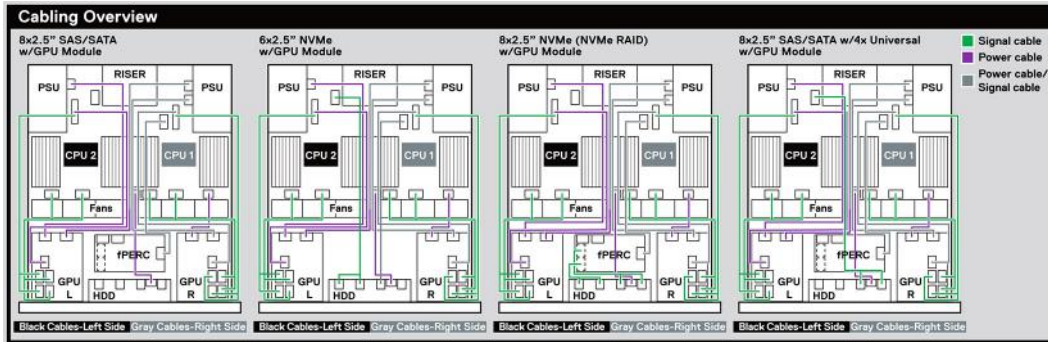 Cabling Overview
8x2.5" SAS/SATA
w/GPU Module
PSU
RISER
PSU
CPU 2
CPU 1
Fans
fPERC
GPU
L
HDD
GPU
R
Black Cables-Left Side
Gray Cables-Right Side
6x2.5" NVMe
w/GPU Module
PSU
RISER
PSU
CPU 2
CPU 1
Fans
GPU
L
HDD
GPU
R
Black Cables-Left Side
Gray Cables-Right Side
8x2.5" NVMe (NVMe RAID)
w/GPU Module
PSU
RISER
PSU
CPU 2
CPU 1
Fans
fPERC
GPU
L
HDD
GPU
R
Black Cables-Left Side
Gray Cables-Right Side
8x2.5" SAS/SATA w/4x Universal
w/GPU Module
PSU
RISER
PSU
CPU 2
CPU 1
Fans
fPERC
GPU
L
HDD
GPU
R
Black Cables-Left Side
Gray Cables-Right Side
Signal cable
Power cable
Power cable/
Signal cable